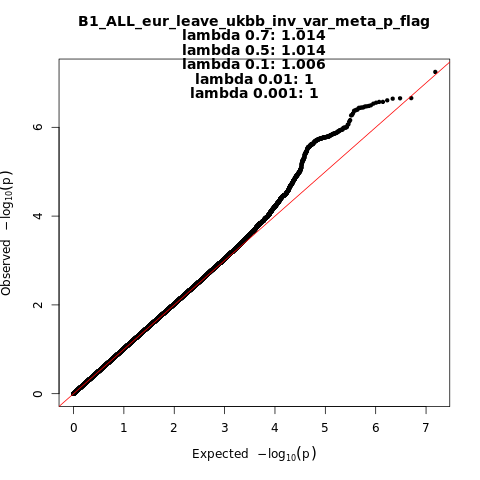 B1_ALL_eur_leave_ukbb_inv_var_meta_p_flag
lambda 0.7: 1.014
lambda 0.5: 1.014
lambda 0.1: 1.006
lambda 0.01: 1
lambda 0.001: 1
Observed −log10(p)
6
4
2
0
0 1 2 3 4 5 6 7
Expected −log10(p)